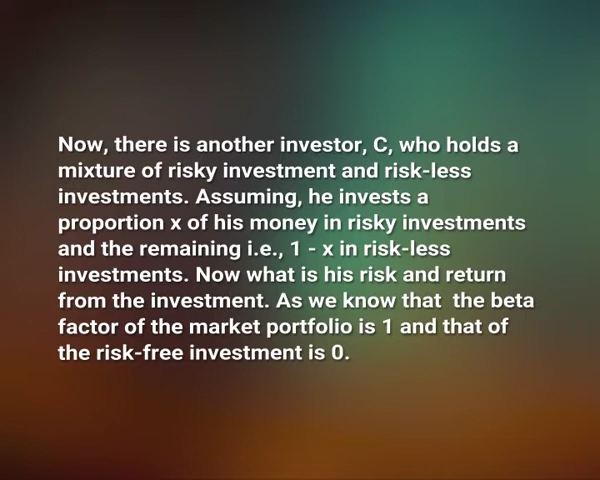 Now, there is another investor, C, who holds a
mixture of risky investment and risk-less
investments. Assuming, he invests a
proportion x of his money in risky investments
and the remaining i.e., 1 - x in risk-less
investments. Now what is his risk and return
from the investment. As we know that  the beta
factor of the market portfolio is 1 and that of
the risk-free investment is 0.